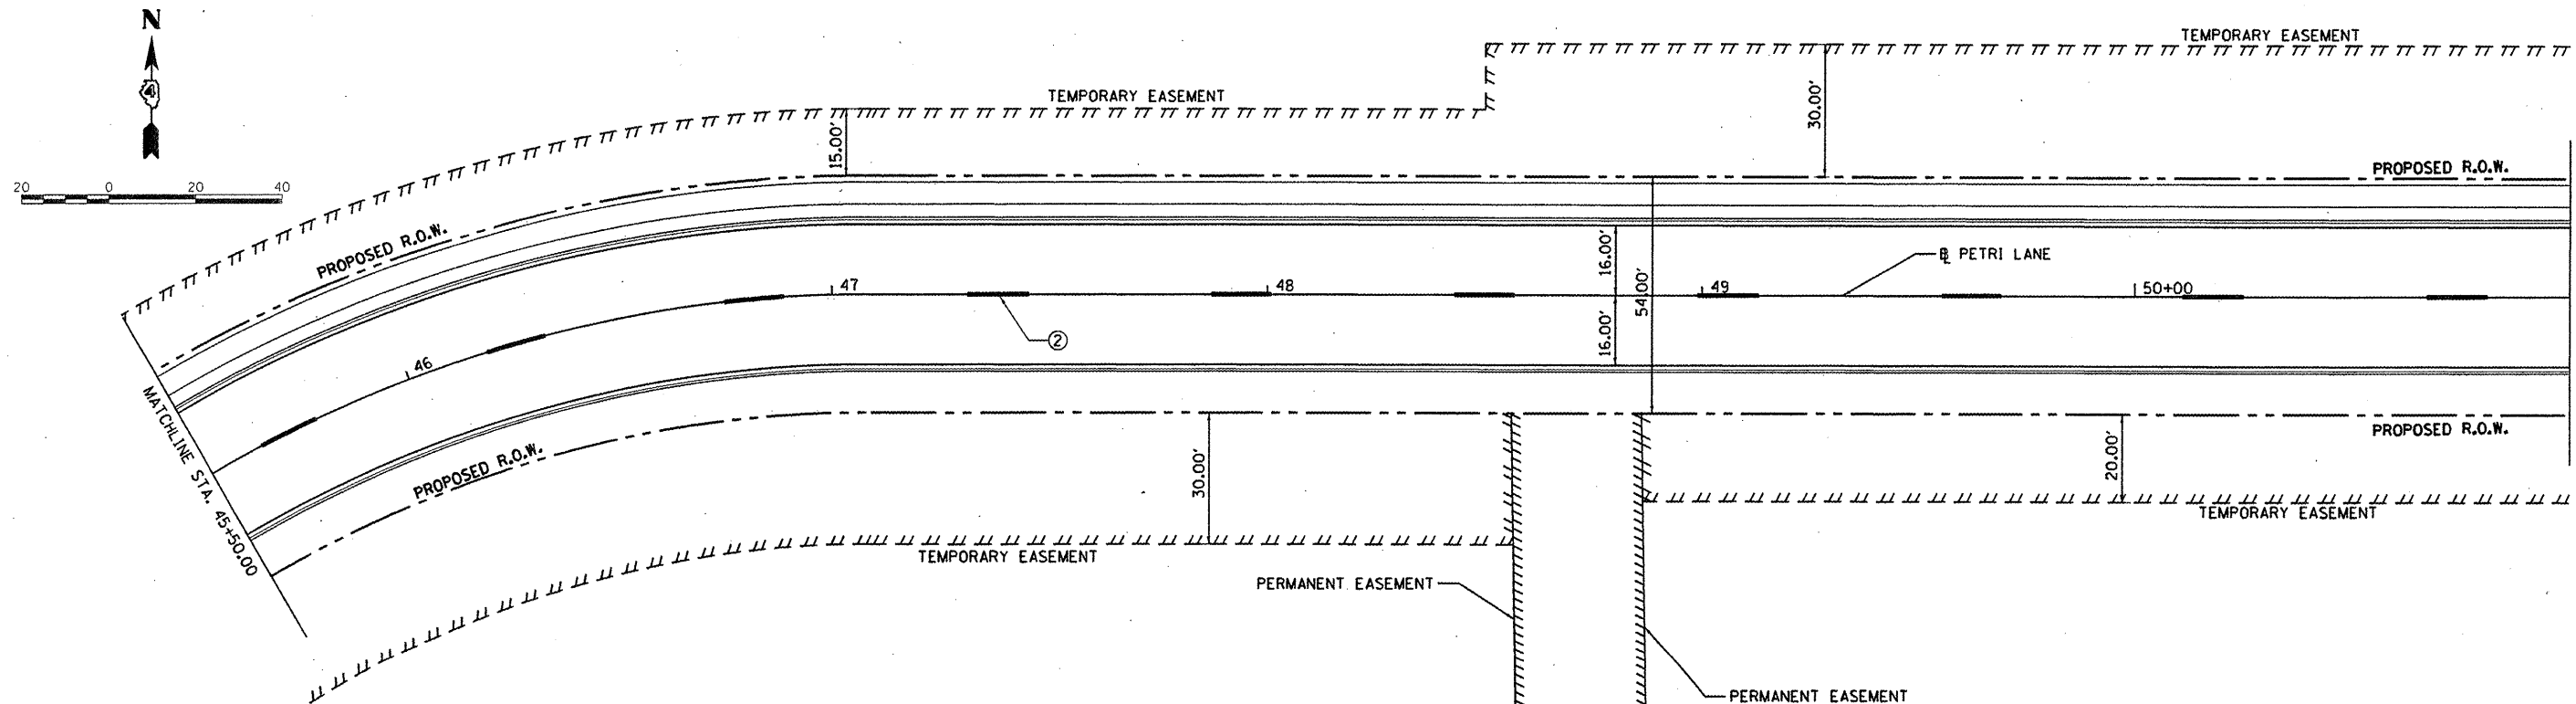 N
4
20 0 20 40
TEMPORARY EASEMENT
TEMPORARY EASEMENT
15.00'
30.00'
PROPOSED R.O.W.
PROPOSED R.O.W.
16.00'
54.00'
16.00'
℄ PETRI LANE
46
47
48
49
50+00
2
MATCHLINE STA. 45+50.00
PROPOSED R.O.W.
PROPOSED R.O.W.
30.00'
20.00'
TEMPORARY EASEMENT
TEMPORARY EASEMENT
PERMANENT EASEMENT
PERMANENT EASEMENT